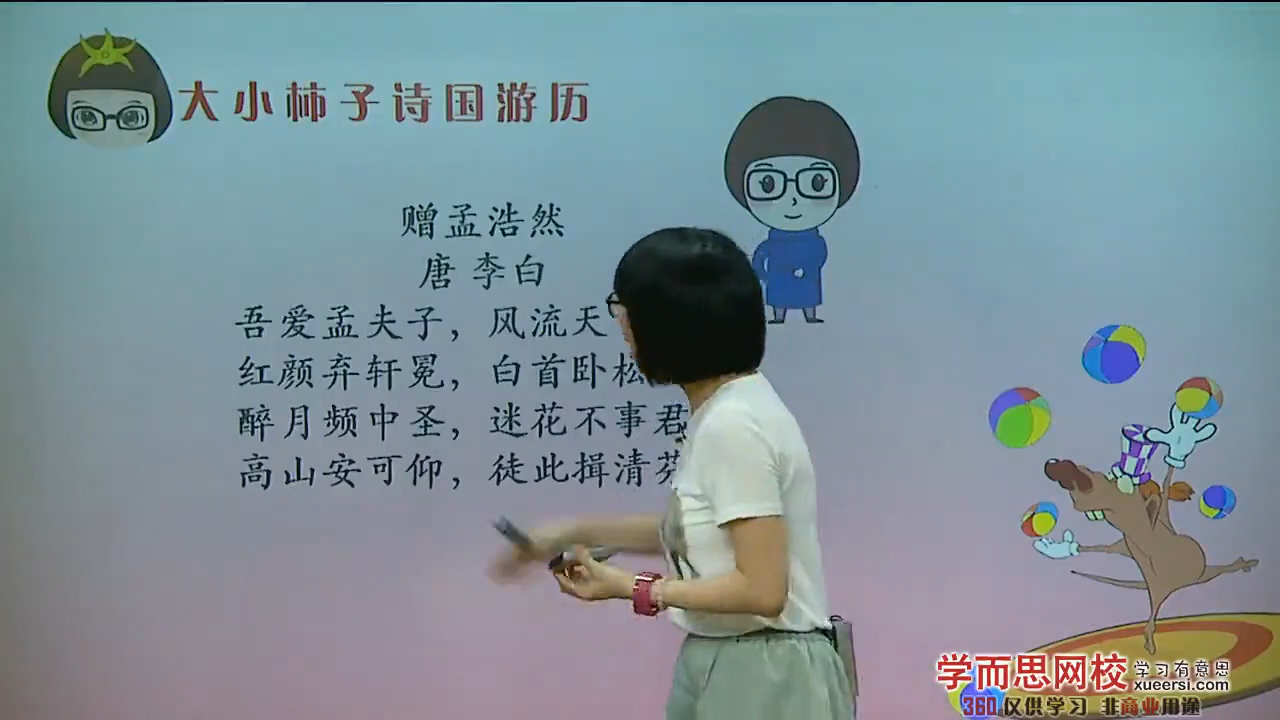 大小柿子诗国游历
赠孟浩然
唐 李白
吾爱孟夫子，风流天
红颜弃轩冕，白首卧松
醉月频中圣，迷花不事君
高山安可仰，徒此揖清芬
学而思网校 学习有意思
xueersi.com
360 仅供学习 非商业用途